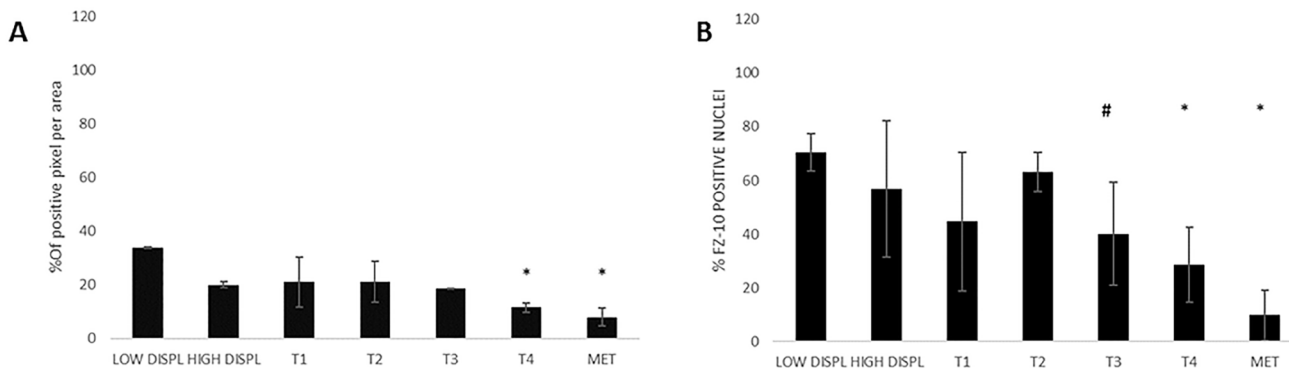 A
%Of positive pixel per area
120
100
80
60
40
20
0
* *
LOW DISPL HIGH DISPL T1 T2 T3 T4 MET
B
% FZ-10 POSITIVE NUCLEI
120
100
80
60
40
20
0
# * *
LOW DISPL HIGH DISPL T1 T2 T3 T4 MET